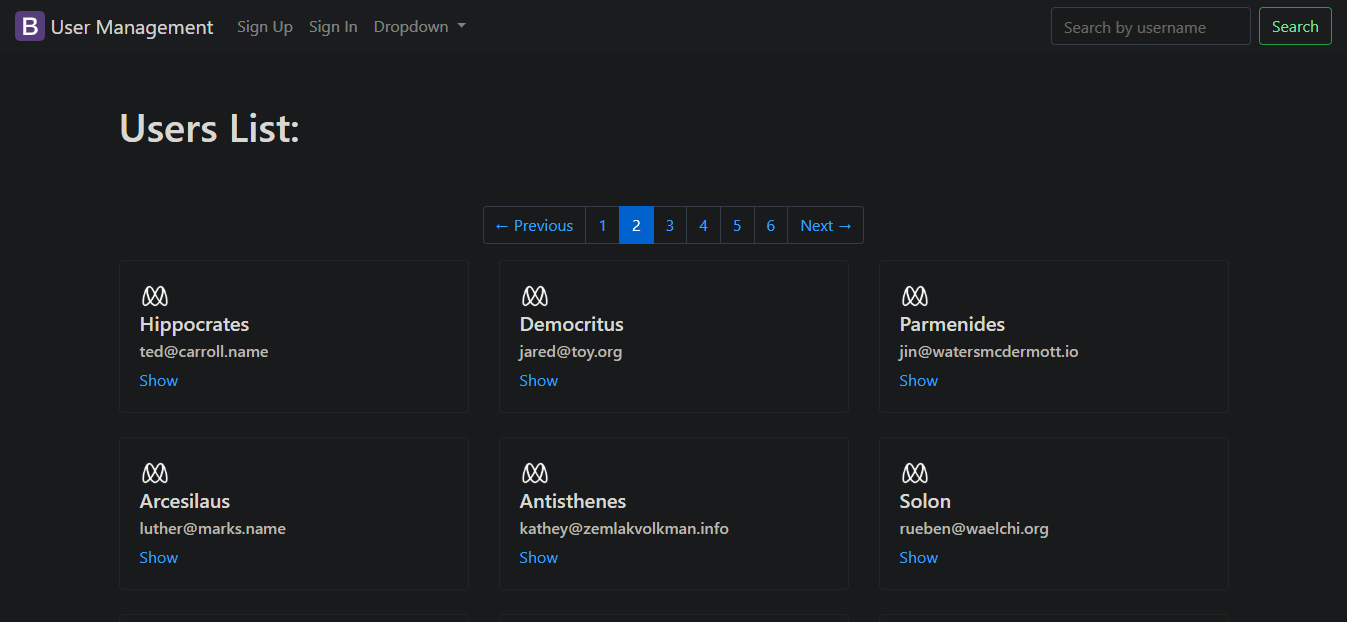 B User Management Sign Up Sign In Dropdown Search by username Search
Users List:
← Previous 1 2 3 4 5 6 Next →
Hippocrates
ted@carroll.name
Show
Democritus
jared@toy.org
Show
Parmenides
jin@watersmcdermott.io
Show
Arcesilaus
luther@marks.name
Show
Antisthenes
kathey@zemlakvolkman.info
Show
Solon
rueben@waelchi.org
Show